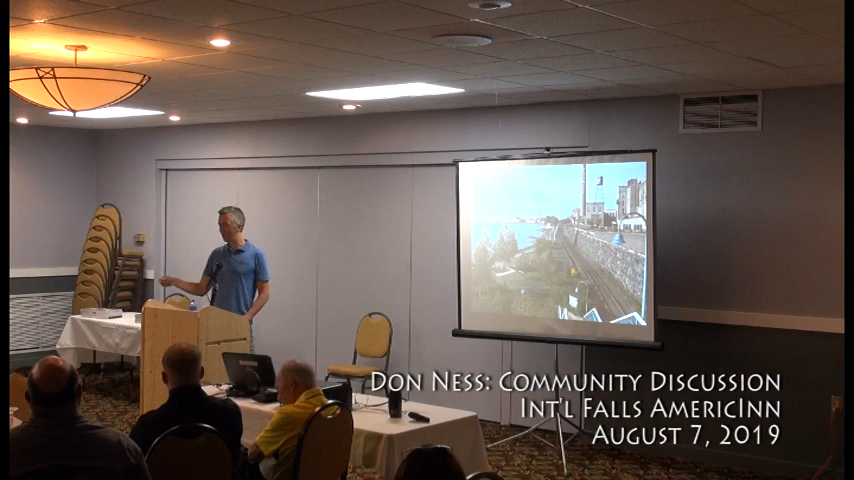 Don Ness: Community Discussion
Int'l Falls AmericInn
August 7, 2019